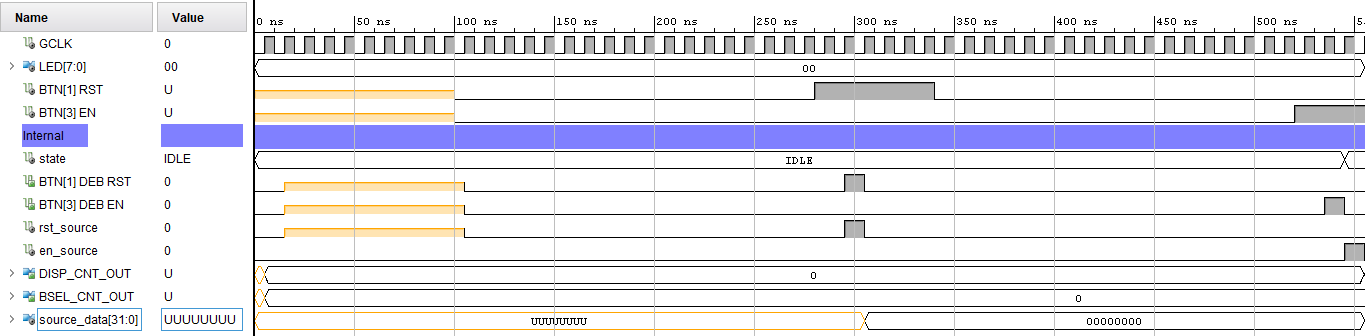 Name Value 0 ns 50 ns 100 ns 150 ns 200 ns 250 ns 300 ns 350 ns 400 ns 450 ns 500 ns
GCLK 0
LED[7:0] 00 00
BTN[1] RST U
BTN[3] EN U
Internal
state IDLE IDLE
BTN[1] DEB RST 0
BTN[3] DEB EN 0
rst_source 0
en_source 0
DISP_CNT_OUT U 0
BSEL_CNT_OUT U 0
source_data[31:0] UUUUUUUU UUUUUUUU 00000000